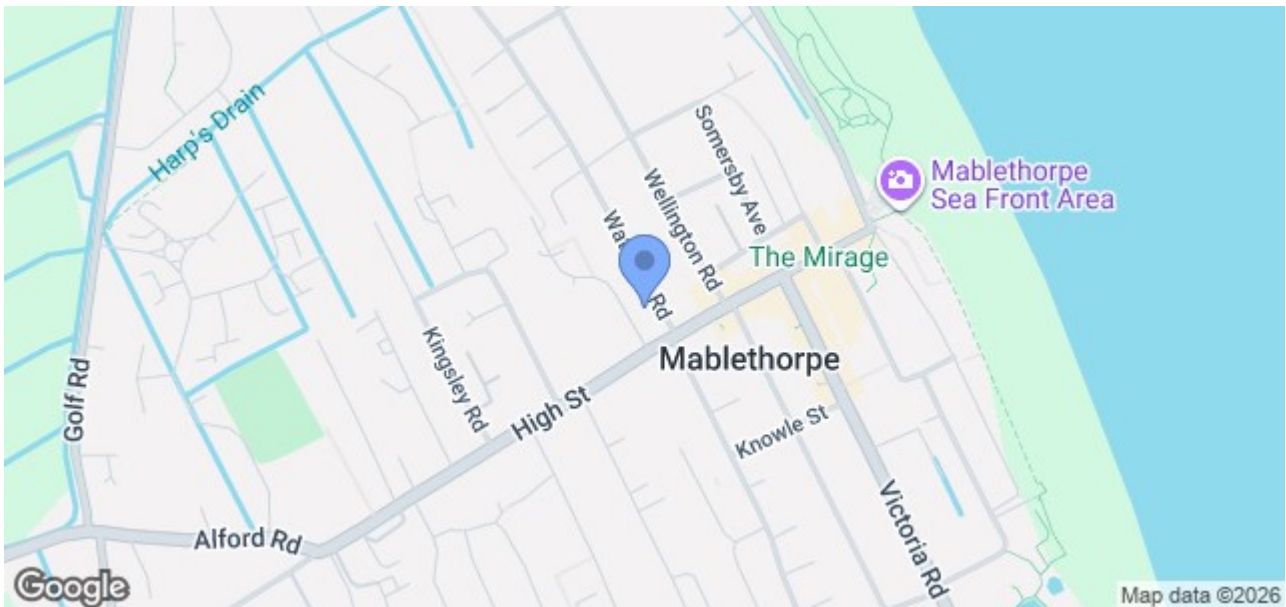 Harp's Drain
Somersby Ave
Mablethorpe
Sea Front Area
Wellington Rd
Rd
The Mirage
Golf Rd
Kingsley Rd
Mablethorpe
High St
Knowle St
Victoria Rd
Alford Rd
Google
Map data ©2026